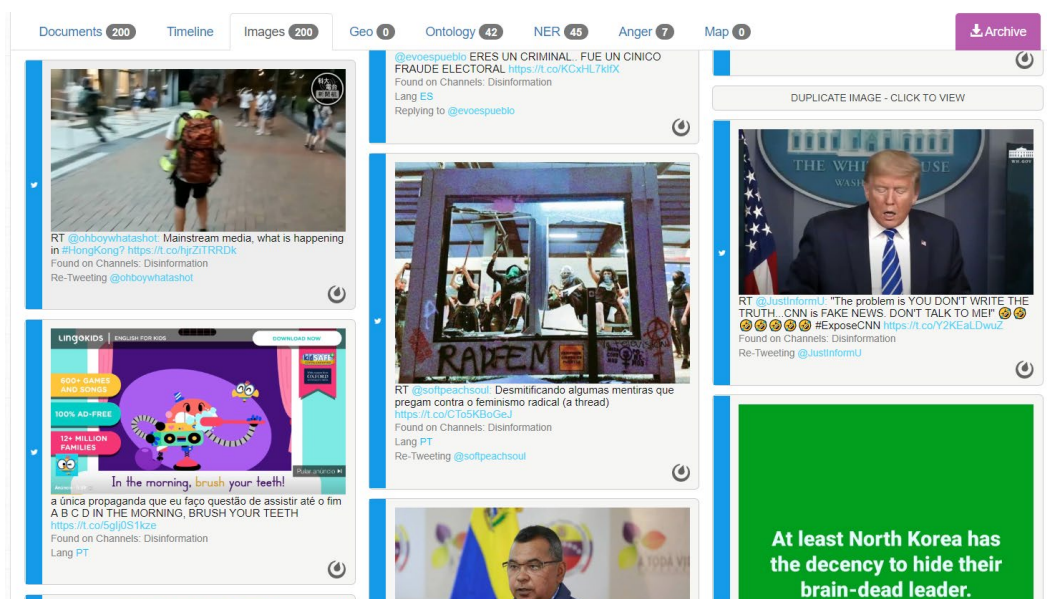 Documents 200
Timeline
Images 200
Geo 0
Ontology 42
NER 45
Anger 7
Map 0
Archive
RT @ohboywhatashot: Mainstream media, what is happening
in #HongKong? https://t.co/hjrZiTRRDk
Found on Channels: Disinformation
Re-Tweeting @ohboywhatashot
LINGOKIDS
ENGLISH FOR KIDS
DOWNLOAD NOW
600+ GAMES
AND SONGS
100% AD-FREE
12+ MILLION
FAMILIES
Pular anúncio
In the morning, brush your teeth!
a única propaganda que eu faço questão de assistir até o fim
A B C D IN THE MORNING, BRUSH YOUR TEETH
https://t.co/5glj0S1kze
Found on Channels: Disinformation
Lang PT
@evoespueblo ERES UN CRIMINAL.. FUE UN CINICO
FRAUDE ELECTORAL https://t.co/KCxHL7kIfX
Found on Channels: Disinformation
Lang ES
Replying to @evoespueblo
RADFEM
RT @softpeachsoul: Desmitificando algumas mentiras que
pregam contra o feminismo radical (a thread)
https://t.co/CTo5KBoGeJ
Found on Channels: Disinformation
Lang PT
Re-Tweeting @softpeachsoul
A TODA VI
DUPLICATE IMAGE - CLICK TO VIEW
THE WHI USE
WASH
RT @JustInformU: "The problem is YOU DON'T WRITE THE
TRUTH...CNN is FAKE NEWS. DON'T TALK TO ME!" 🤣🤣
🤣🤣🤣🤣🤣 #ExposeCNN https://t.co/Y2KEaLDwuZ
Found on Channels: Disinformation
Re-Tweeting @JustInformU
At least North Korea has
the decency to hide their
brain-dead leader.